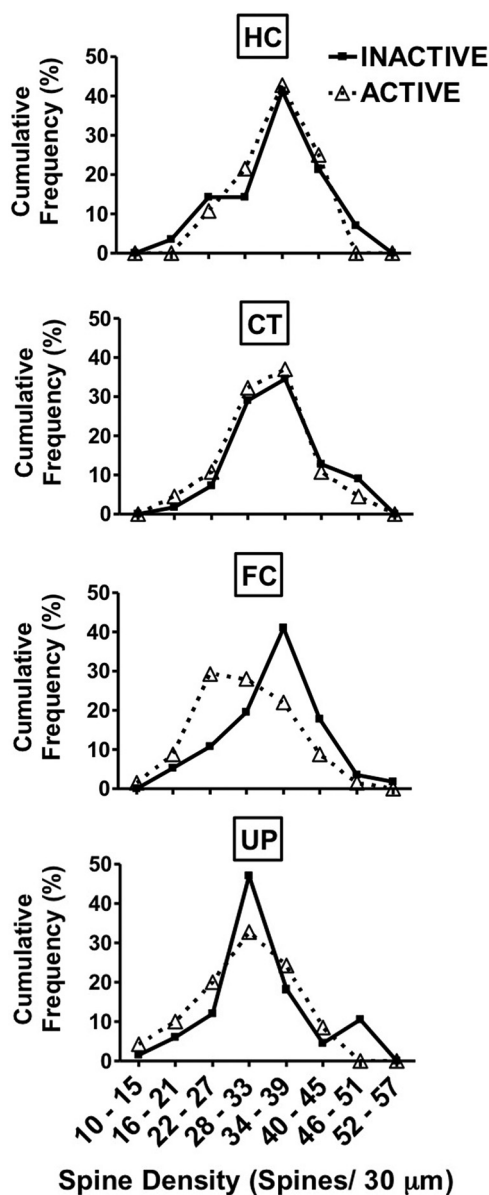 HC
INACTIVE
ACTIVE
Cumulative
Frequency (%)
50
40
30
20
10
0
CT
Cumulative
Frequency (%)
50
40
30
20
10
0
FC
Cumulative
Frequency (%)
50
40
30
20
10
0
UP
Cumulative
Frequency (%)
50
40
30
20
10
0
10 - 15
16 - 21
22 - 27
28 - 33
34 - 39
40 - 45
46 - 51
52 - 57
Spine Density (Spines/ 30 μm)